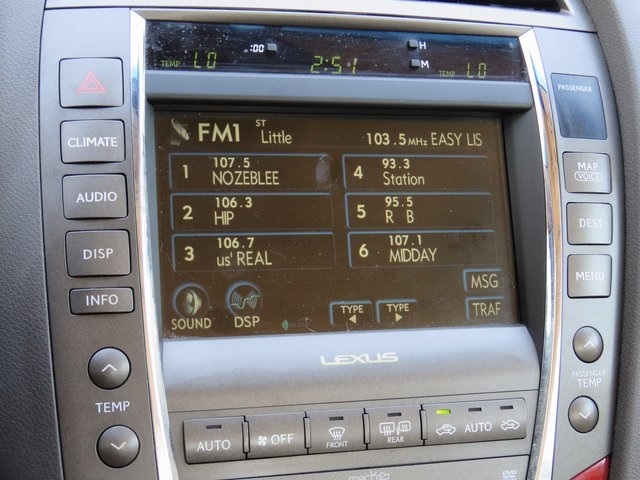 :00 H
TEMP LO 2:51 M TEMP LO
PASSENGER
FM1 ST Little 103.5 MHz EASY LIS
1 107.5 NOZEBLEE
4 93.3 Station
2 106.3 HIP
5 95.5 R B
3 106.7 us' REAL
6 107.1 MIDDAY
SOUND DSP TYPE TYPE MSG
TRAF
CLIMATE
AUDIO
DISP
INFO
TEMP
MAP
VOICE
DEST
MENU
PASSENGER
TEMP
LEXUS
AUTO OFF FRONT REAR AUTO